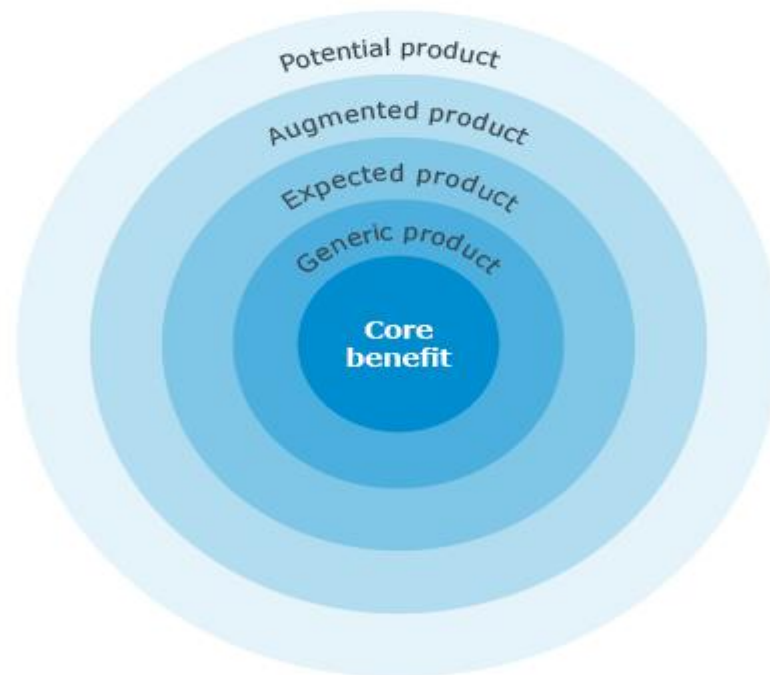 Potential product
Augmented product
Expected product
Generic product
Core
benefit